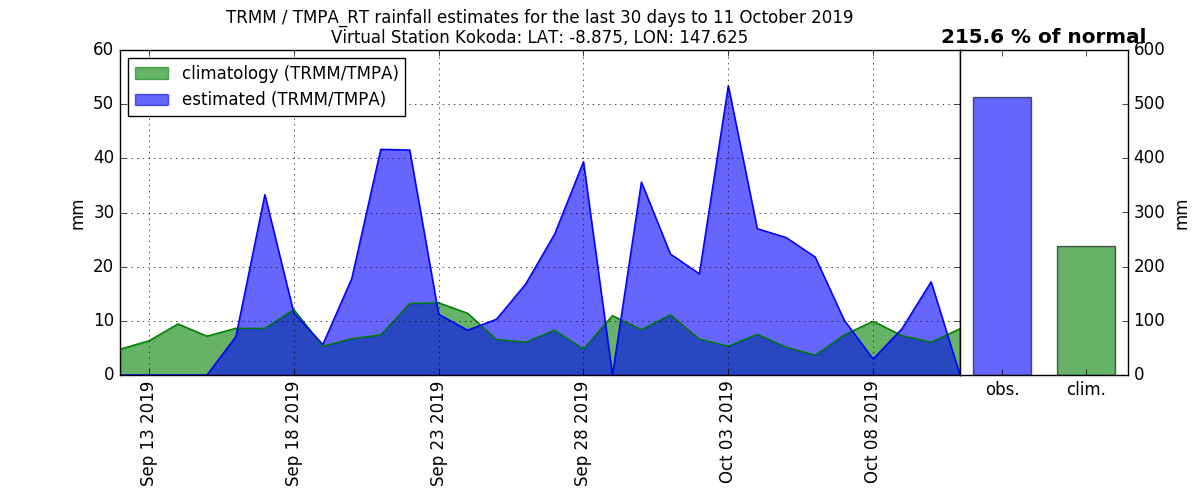 TRMM / TMPA_RT rainfall estimates for the last 30 days to 11 October 2019
Virtual Station Kokoda: LAT: -8.875, LON: 147.625
215.6 % of normal
climatology (TRMM/TMPA)
estimated (TRMM/TMPA)
60
50
40
30
20
10
0
mm
Sep 13 2019
Sep 18 2019
Sep 23 2019
Sep 28 2019
Oct 03 2019
Oct 08 2019
600
500
400
300
200
100
0
mm
obs.
clim.